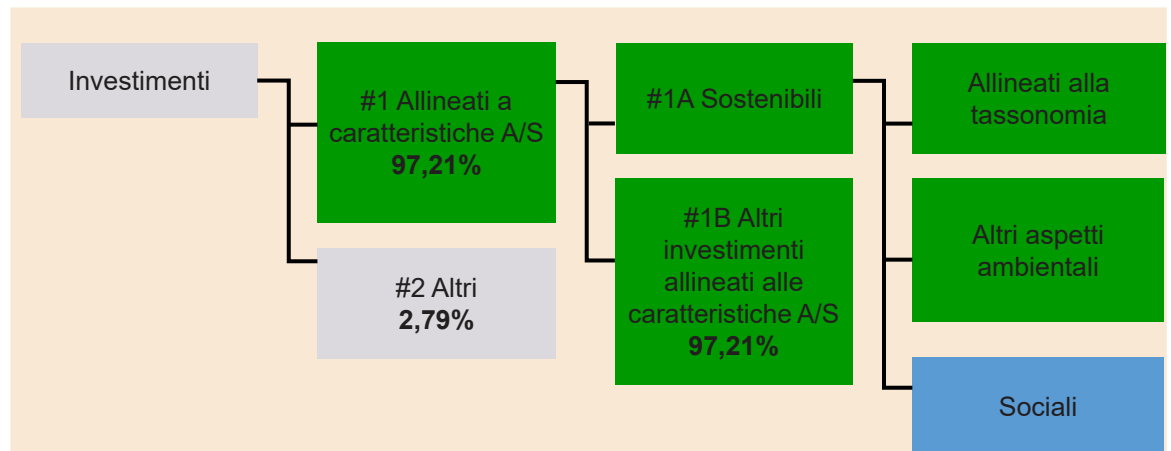 Investimenti
#1 Allineati a
caratteristiche A/S
97,21%
#2 Altri
2,79%
#1A Sostenibili
#1B Altri
investimenti
allineati alle
caratteristiche A/S
97,21%
Allineati alla
tassonomia
Altri aspetti
ambientali
Sociali